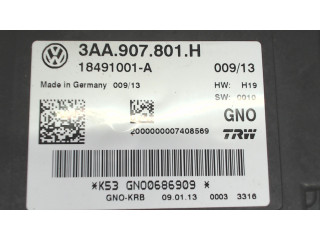 3AA.907.801.H
18491001-A 009/13
Made in Germany 009/13 HW: H19
SW: 0010
GNO
2000000007408569
TRW
*K53 GNO0686909 *
GNO-KRB 09.01.13 0003 3316